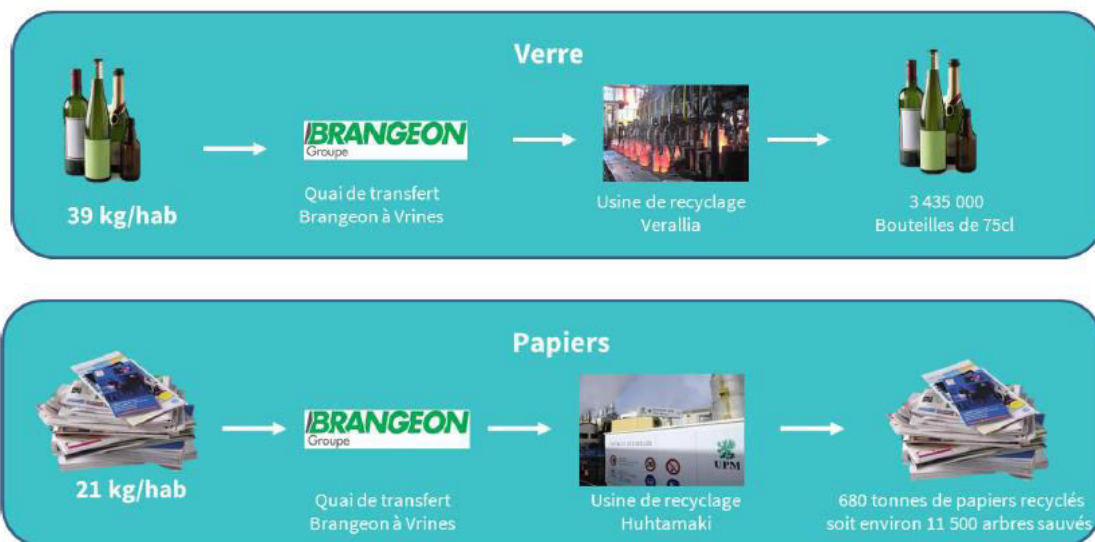 Verre
BRANGEON
Groupe
39 kg/hab
Quai de transfert
Brangeon à Vrines
Usine de recyclage
Verallia
3 435 000
Bouteilles de 75cl
Papiers
BRANGEON
Groupe
UPM
21 kg/hab
Quai de transfert
Brangeon à Vrines
Usine de recyclage
Huhtamaki
680 tonnes de papiers recyclés
soit environ 11 500 arbres sauvés